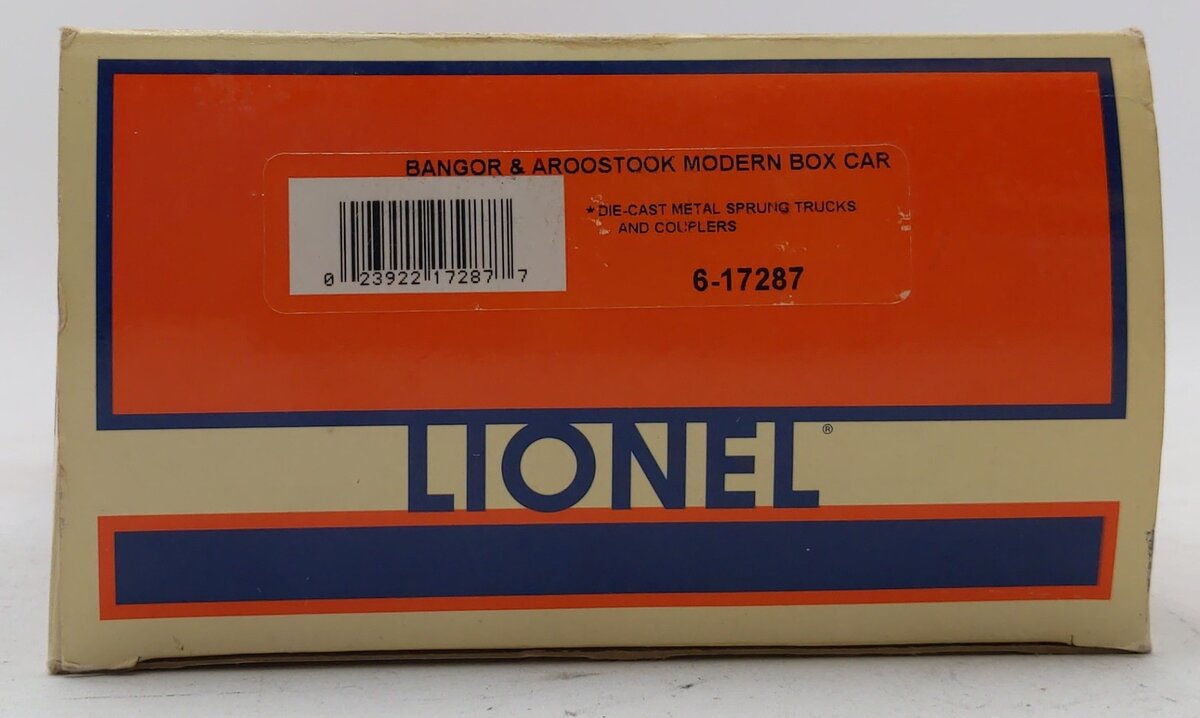 BANGOR & AROOSTOOK MODERN BOX CAR
* DIE-CAST METAL SPRUNG TRUCKS
AND COUPLERS
0 23922 17287 7
6-17287
LIONEL®